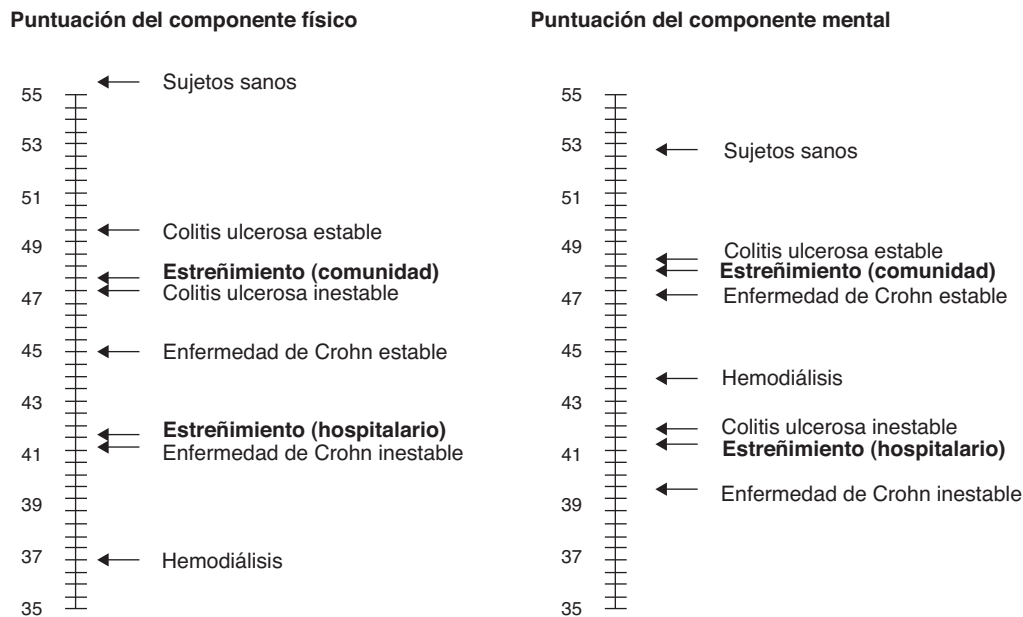 Puntuación del componente físico
55
53
51
49
47
45
43
41
39
37
35
Sujetos sanos
Colitis ulcerosa estable
Estreñimiento (comunidad)
Colitis ulcerosa inestable
Enfermedad de Crohn estable
Estreñimiento (hospitalario)
Enfermedad de Crohn inestable
Hemodiálisis
Puntuación del componente mental
55
53
51
49
47
45
43
41
39
37
35
Sujetos sanos
Colitis ulcerosa estable
Estreñimiento (comunidad)
Enfermedad de Crohn estable
Hemodiálisis
Colitis ulcerosa inestable
Estreñimiento (hospitalario)
Enfermedad de Crohn inestable